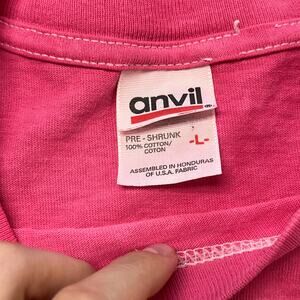 anvil
PRE - SHRUNK
100% COTTON/
COTON
-L-
ASSEMBLED IN HONDURAS
OF U.S.A. FABRIC